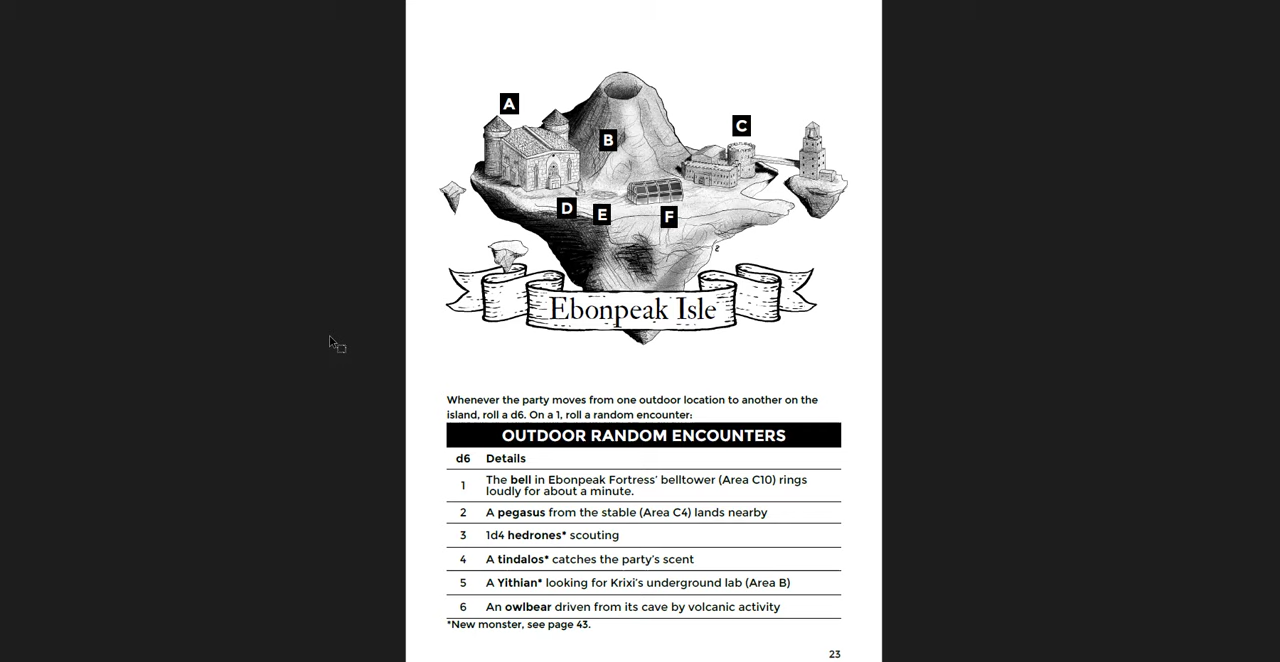 A
B
C
D
E
F
Ebonpeak Isle
Whenever the party moves from one outdoor location to another on the
island, roll a d6. On a 1, roll a random encounter:
OUTDOOR RANDOM ENCOUNTERS
d6 Details
1 The bell in Ebonpeak Fortress' belltower (Area C10) rings
loudly for about a minute.
2 A pegasus from the stable (Area C4) lands nearby
3 1d4 hedrones* scouting
4 A tindalos* catches the party's scent
5 A Yithian* looking for Krixi's underground lab (Area B)
6 An owlbear driven from its cave by volcanic activity
*New monster, see page 43.
23